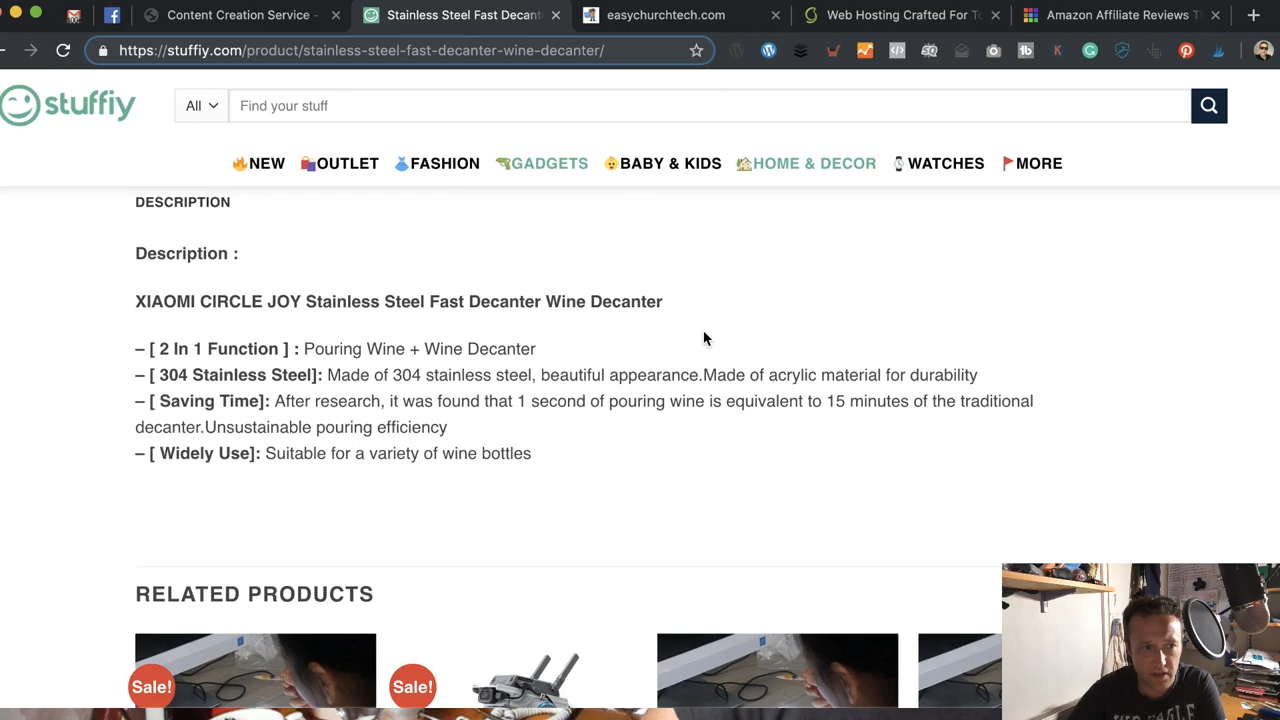 Content Creation Service -
Stainless Steel Fast Decant
easychurchtech.com
Web Hosting Crafted For T
Amazon Affiliate Reviews T
https://stuffiy.com/product/stainless-steel-fast-decanter-wine-decanter/
stuffiy
All
Find your stuff
NEW
OUTLET
FASHION
GADGETS
BABY & KIDS
HOME & DECOR
WATCHES
MORE
DESCRIPTION
Description :
XIAOMI CIRCLE JOY Stainless Steel Fast Decanter Wine Decanter
– [ 2 In 1 Function ] : Pouring Wine + Wine Decanter
– [ 304 Stainless Steel]: Made of 304 stainless steel, beautiful appearance.Made of acrylic material for durability
– [ Saving Time]: After research, it was found that 1 second of pouring wine is equivalent to 15 minutes of the traditional
decanter.Unsustainable pouring efficiency
– [ Widely Use]: Suitable for a variety of wine bottles
RELATED PRODUCTS
Sale!
Sale!